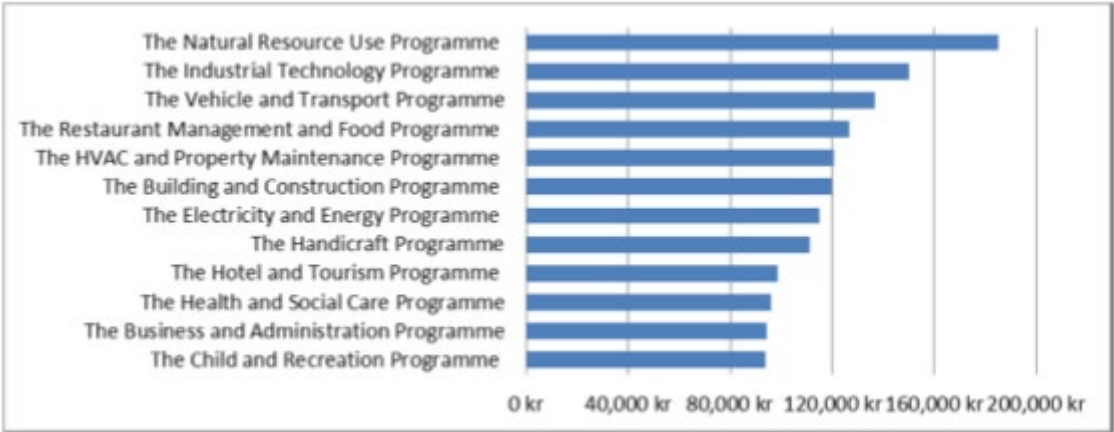 The Natural Resource Use Programme
The Industrial Technology Programme
The Vehicle and Transport Programme
The Restaurant Management and Food Programme
The HVAC and Property Maintenance Programme
The Building and Construction Programme
The Electricity and Energy Programme
The Handicraft Programme
The Hotel and Tourism Programme
The Health and Social Care Programme
The Business and Administration Programme
The Child and Recreation Programme
0 kr 40,000 kr 80,000 kr 120,000 kr 160,000 kr 200,000 kr